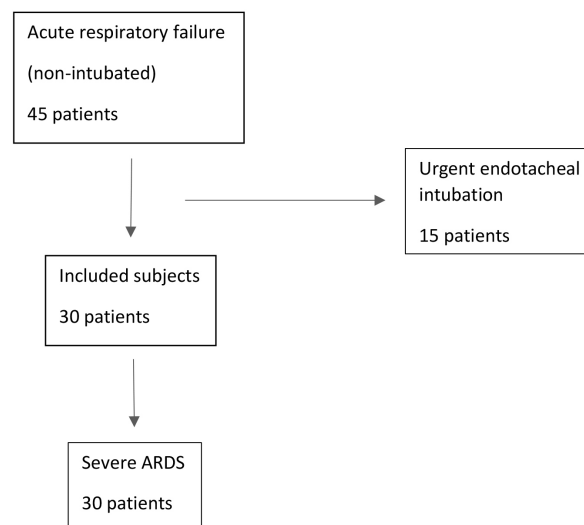 Acute respiratory failure
(non-intubated)
45 patients
Urgent endotacheal
intubation
15 patients
Included subjects
30 patients
Severe ARDS
30 patients